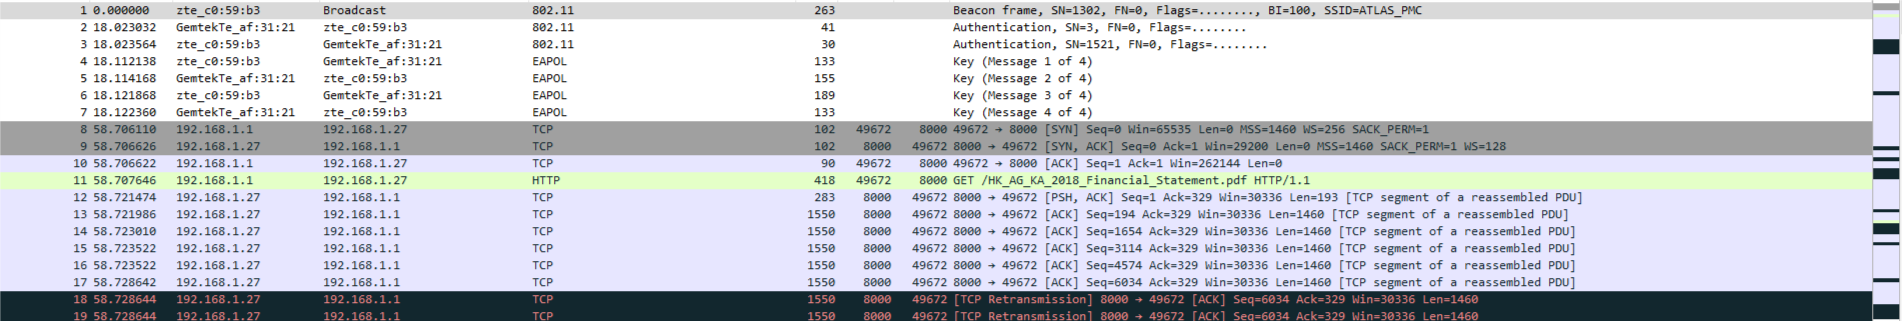 1 0.000000 zte_c0:59:b3 Broadcast 802.11 263 Beacon frame, SN=1302, FN=0, Flags=........, BI=100, SSID=ATLAS_PMC
2 18.023032 GemtekTe_af:31:21 zte_c0:59:b3 802.11 41 Authentication, SN=3, FN=0, Flags=........
3 18.023564 zte_c0:59:b3 GemtekTe_af:31:21 802.11 30 Authentication, SN=1521, FN=0, Flags=........
4 18.112138 zte_c0:59:b3 GemtekTe_af:31:21 EAPOL 133 Key (Message 1 of 4)
5 18.114168 GemtekTe_af:31:21 zte_c0:59:b3 EAPOL 155 Key (Message 2 of 4)
6 18.121868 zte_c0:59:b3 GemtekTe_af:31:21 EAPOL 189 Key (Message 3 of 4)
7 18.122360 GemtekTe_af:31:21 zte_c0:59:b3 EAPOL 133 Key (Message 4 of 4)
8 58.706110 192.168.1.1 192.168.1.27 TCP 102 49672 8000 49672 → 8000 [SYN] Seq=0 Win=65535 Len=0 MSS=1460 WS=256 SACK_PERM=1
9 58.706626 192.168.1.27 192.168.1.1 TCP 102 8000 49672 8000 → 49672 [SYN, ACK] Seq=0 Ack=1 Win=29200 Len=0 MSS=1460 SACK_PERM=1 WS=128
10 58.706622 192.168.1.1 192.168.1.27 TCP 90 49672 8000 49672 → 8000 [ACK] Seq=1 Ack=1 Win=262144 Len=0
11 58.707646 192.168.1.1 192.168.1.27 HTTP 418 49672 8000 GET /HK_AG_KA_2018_Financial_Statement.pdf HTTP/1.1
12 58.721474 192.168.1.27 192.168.1.1 TCP 283 8000 49672 8000 → 49672 [PSH, ACK] Seq=1 Ack=329 Win=30336 Len=193 [TCP segment of a reassembled PDU]
13 58.721986 192.168.1.27 192.168.1.1 TCP 1550 8000 49672 8000 → 49672 [ACK] Seq=194 Ack=329 Win=30336 Len=1460 [TCP segment of a reassembled PDU]
14 58.723010 192.168.1.27 192.168.1.1 TCP 1550 8000 49672 8000 → 49672 [ACK] Seq=1654 Ack=329 Win=30336 Len=1460 [TCP segment of a reassembled PDU]
15 58.723522 192.168.1.27 192.168.1.1 TCP 1550 8000 49672 8000 → 49672 [ACK] Seq=3114 Ack=329 Win=30336 Len=1460 [TCP segment of a reassembled PDU]
16 58.723522 192.168.1.27 192.168.1.1 TCP 1550 8000 49672 8000 → 49672 [ACK] Seq=4574 Ack=329 Win=30336 Len=1460 [TCP segment of a reassembled PDU]
17 58.728642 192.168.1.27 192.168.1.1 TCP 1550 8000 49672 8000 → 49672 [ACK] Seq=6034 Ack=329 Win=30336 Len=1460 [TCP segment of a reassembled PDU]
18 58.728644 192.168.1.27 192.168.1.1 TCP 1550 8000 49672 [TCP Retransmission] 8000 → 49672 [ACK] Seq=6034 Ack=329 Win=30336 Len=1460
19 58.728644 192.168.1.27 192.168.1.1 TCP 1550 8000 49672 [TCP Retransmission] 8000 → 49672 [ACK] Seq=6034 Ack=329 Win=30336 Len=1460